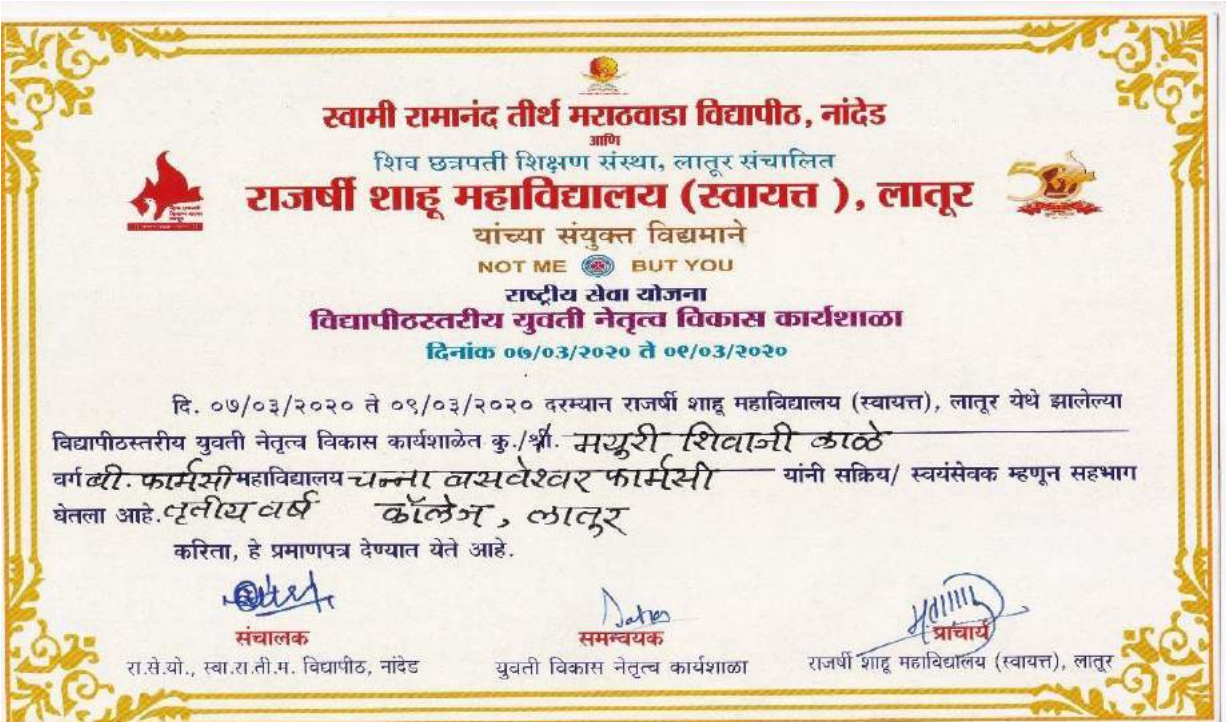 स्वामी रामानंद तीर्थ मराठवाडा विद्यापीठ, नांदेड
आणि
शिव छत्रपती शिक्षण संस्था, लातूर संचालित
राजर्षी शाहू महाविद्यालय (स्वायत्त ), लातूर
यांच्या संयुक्त विद्यमाने
NOT ME BUT YOU
राष्ट्रीय सेवा योजना
विद्यापीठस्तरीय युवती नेतृत्व विकास कार्यशाळा
दिनांक ०७/०३/२०२० ते ०९/०३/२०२०
दि. ०७/०३/२०२० ते ०९/०३/२०२० दरम्यान राजर्षी शाहू महाविद्यालय (स्वायत्त), लातूर येथे झालेल्या
विद्यापीठस्तरीय युवती नेतृत्व विकास कार्यशाळेत कु./श्री. मयुरी शिवाजी काळे
वर्ग बी. फार्मसी महाविद्यालय चन्ना बसवेश्वर फार्मसी यांनी सक्रिय/ स्वयंसेवक म्हणून सहभाग
घेतला आहे. तृतीय वर्ष कॉलेज, लातूर
करिता, हे प्रमाणपत्र देण्यात येते आहे.
संचालक समन्वयक प्राचार्य
रा.से.यो., स्वा.रा.ती.म. विद्यापीठ, नांदेड युवती विकास नेतृत्व कार्यशाळा राजर्षी शाहू महाविद्यालय (स्वायत्त), लातूर